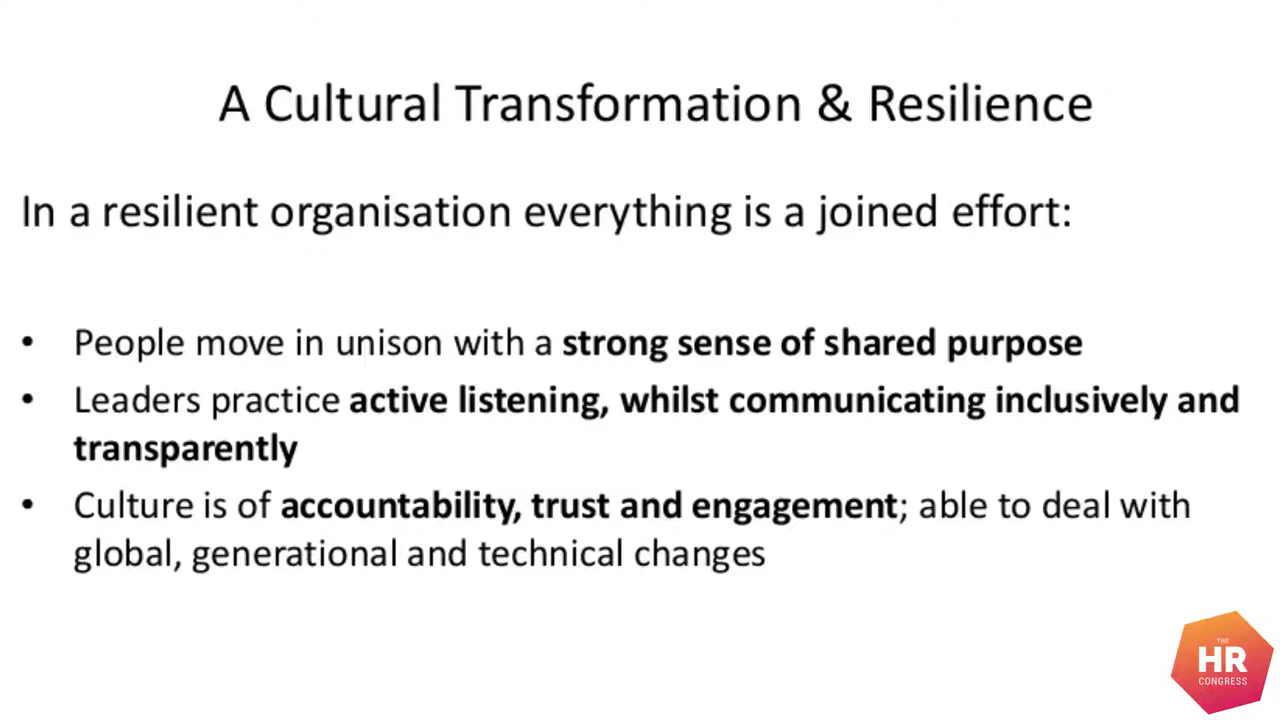 A Cultural Transformation & Resilience
In a resilient organisation everything is a joined effort:
• People move in unison with a strong sense of shared purpose
• Leaders practice active listening, whilst communicating inclusively and
transparently
• Culture is of accountability, trust and engagement; able to deal with
global, generational and technical changes
THE
HR
CONGRESS